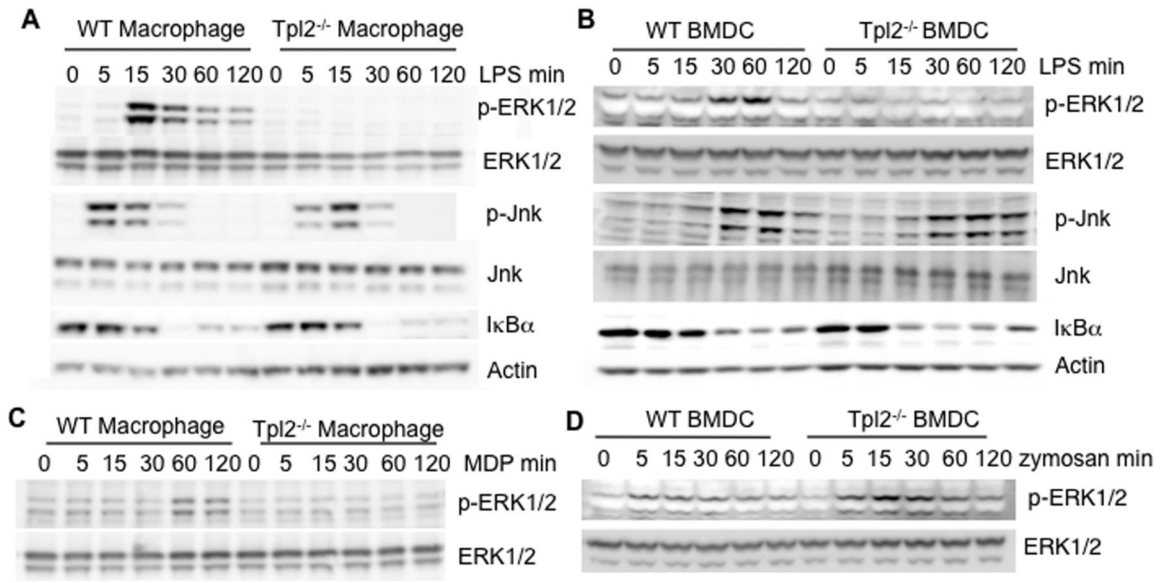 A
WT Macrophage Tpl2-/- Macrophage
0 5 15 30 60 120 0 5 15 30 60 120 LPS min
p-ERK1/2
ERK1/2
p-Jnk
Jnk
IκBα
Actin
B
WT BMDC Tpl2-/- BMDC
0 5 15 30 60 120 0 5 15 30 60 120 LPS min
p-ERK1/2
ERK1/2
p-Jnk
Jnk
IκBα
Actin
C
WT Macrophage Tpl2-/- Macrophage
0 5 15 30 60 120 0 5 15 30 60 120 MDP min
p-ERK1/2
ERK1/2
D
WT BMDC Tpl2-/- BMDC
0 5 15 30 60 120 0 5 15 30 60 120 zymosan min
p-ERK1/2
ERK1/2